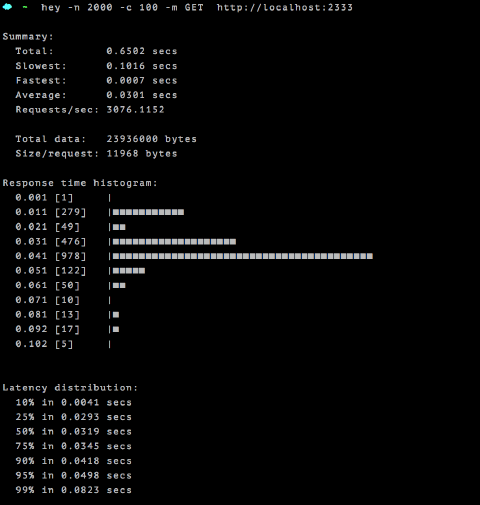 ~ hey -n 2000 -c 100 -m GET http://localhost:2333
Summary:
Total: 0.6502 secs
Slowest: 0.1016 secs
Fastest: 0.0007 secs
Average: 0.0301 secs
Requests/sec: 3076.1152
Total data: 23936000 bytes
Size/request: 11968 bytes
Response time histogram:
0.001 [1] |
0.011 [279] |■■■■■■■■■■■
0.021 [49] |■■
0.031 [476] |■■■■■■■■■■■■■■■■■■■
0.041 [978] |■■■■■■■■■■■■■■■■■■■■■■■■■■■■■■■■■■■■■■■■
0.051 [122] |■■■■■
0.061 [50] |■■
0.071 [10] |
0.081 [13] |■
0.092 [17] |■
0.102 [5] |
Latency distribution:
10% in 0.0041 secs
25% in 0.0293 secs
50% in 0.0319 secs
75% in 0.0345 secs
90% in 0.0418 secs
95% in 0.0498 secs
99% in 0.0823 secs